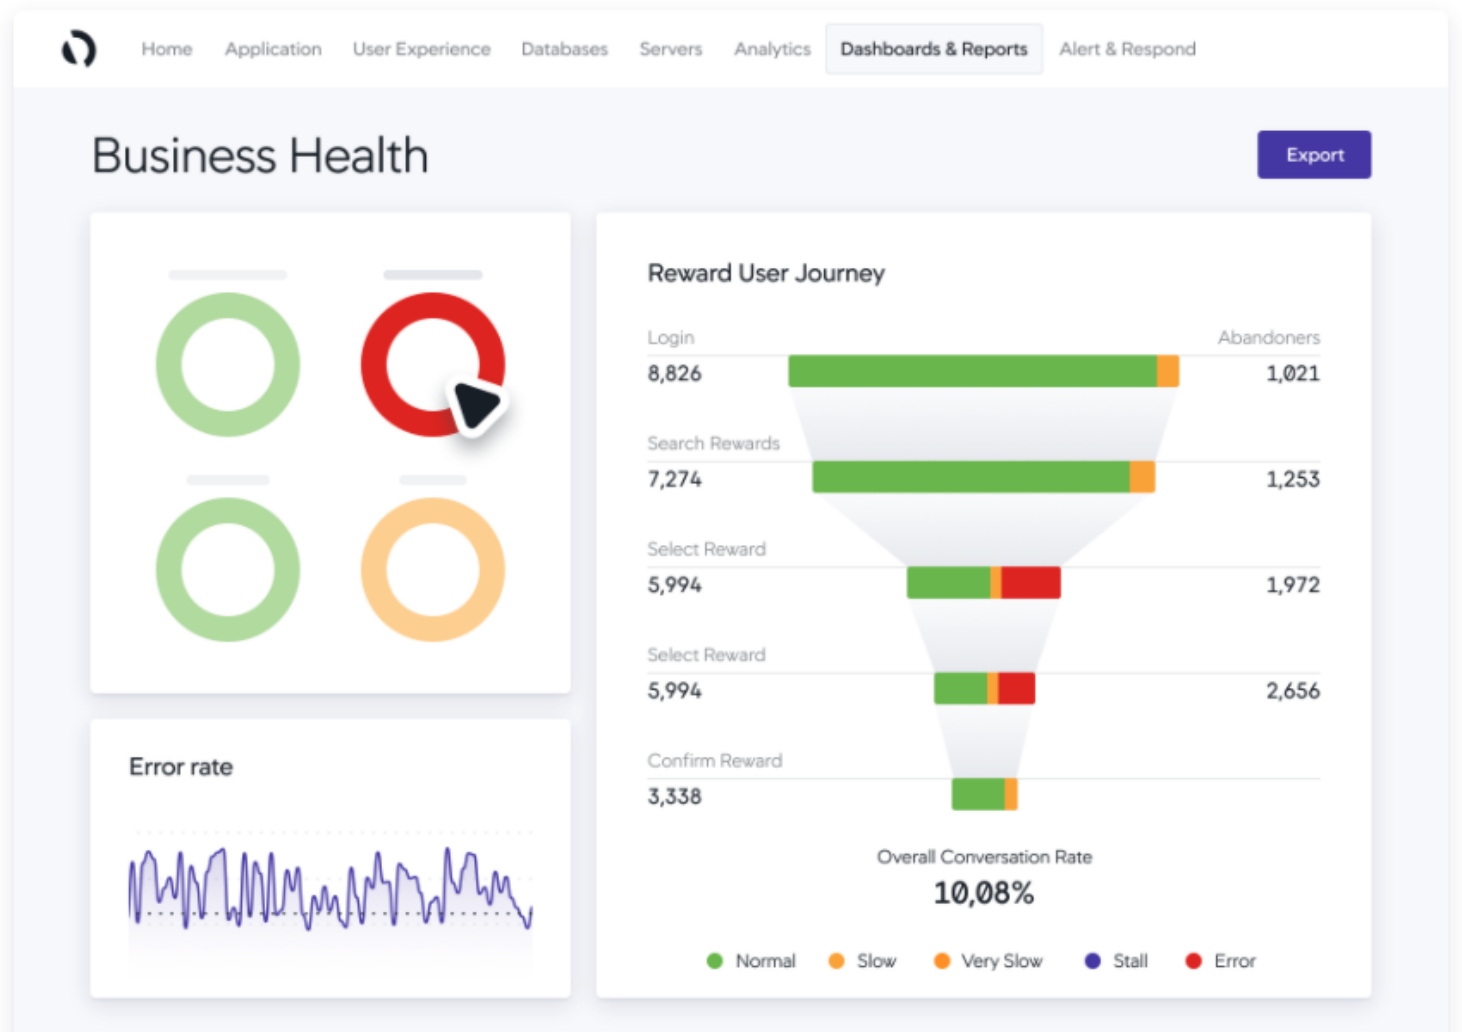 Home Application User Experience Databases Servers Analytics Dashboards & Reports Alert & Respond
Business Health
Export
Reward User Journey
Login Abandoners
8,826 1,021
Search Rewards
7,274 1,253
Select Reward
5,994 1,972
Select Reward
5,994 2,656
Confirm Reward
3,338
Overall Conversation Rate
10,08%
Normal Slow Very Slow Stall Error
Error rate